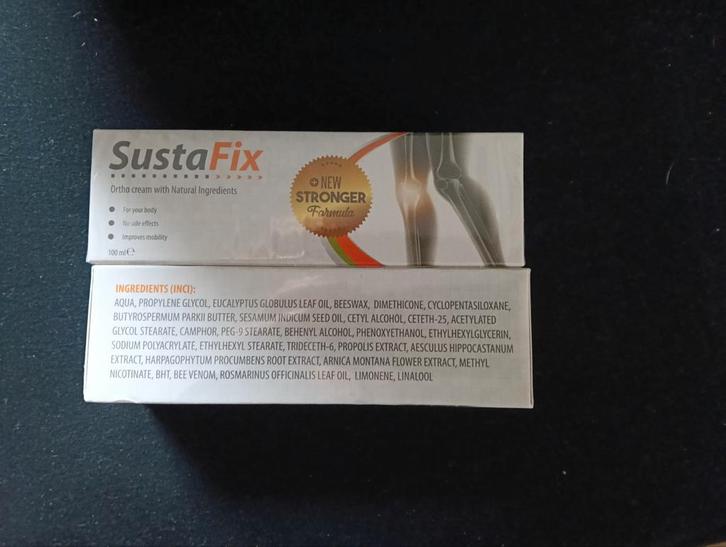 SustaFix
Ortho cream with Natural Ingredients
NEW
STRONGER
Formula
For your body
No side effects
Improves mobility
100 ml ℮
INGREDIENTS (INCI):
AQUA, PROPYLENE GLYCOL, EUCALYPTUS GLOBULUS LEAF OIL, BEESWAX, DIMETHICONE, CYCLOPENTASILOXANE,
BUTYROSPERMUM PARKII BUTTER, SESAMUM INDICUM SEED OIL, CETYL ALCOHOL, CETETH-25, ACETYLATED
GLYCOL STEARATE, CAMPHOR, PEG-9 STEARATE, BEHENYL ALCOHOL, PHENOXYETHANOL, ETHYLHEXYLGLYCERIN,
SODIUM POLYACRYLATE, ETHYLHEXYL STEARATE, TRIDECETH-6, PROPOLIS EXTRACT, AESCULUS HIPPOCASTANUM
EXTRACT, HARPAGOPHYTUM PROCUMBENS ROOT EXTRACT, ARNICA MONTANA FLOWER EXTRACT, METHYL
NICOTINATE, BHT, BEE VENOM, ROSMARINUS OFFICINALIS LEAF OIL, LIMONENE, LINALOOL